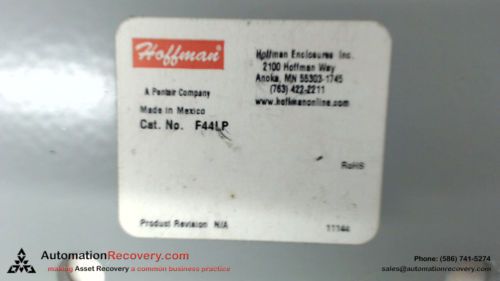 Hoffman
A Pentair Company
Made in Mexico
Cat. No. F44LP
Hoffman Enclosures Inc.
2100 Hoffman Way
Anoka, MN 55303-1745
(763) 422-2211
www.hoffmanonline.com
RoHS
Product Revision N/A
11144
AutomationRecovery.com
making Asset Recovery a common business practice
Phone: (586) 741-5274
sales@automationrecovery.com